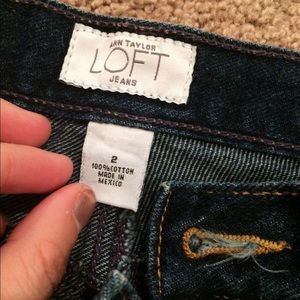 ANN TAYLOR
LOFT
JEANS
2
100% COTTON
MADE IN
MEXICO